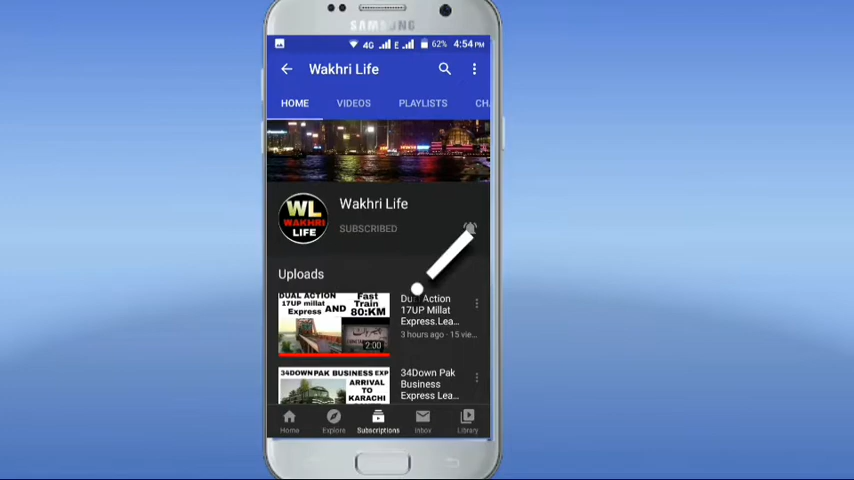 SAMSUNG
4G E 62% 4:54 PM
Wakhri Life
HOME VIDEOS PLAYLISTS CH
WL
WAKHRI
LIFE
Wakhri Life
SUBSCRIBED
Uploads
DUAL ACTION
17UP millat
Express AND Fast
Train
80:KM
2:00
Dual Action
17UP Millat
Express.Lea...
3 hours ago · 15 vie...
34DOWN PAK BUSINESS EXP
ARRIVAL
TO
KARACHI
34Down Pak
Business
Express Lea...
Home Explore Subscriptions Inbox Library